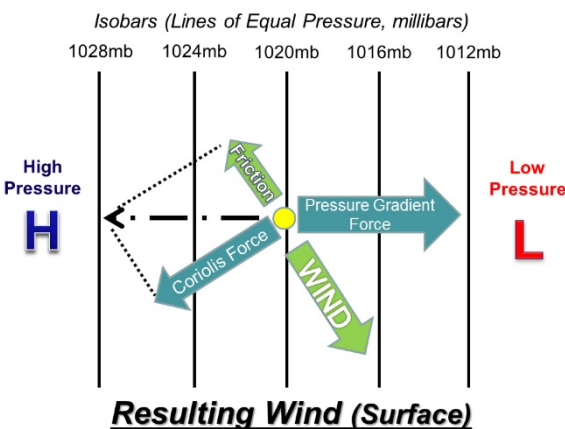 Isobars (Lines of Equal Pressure, millibars)
1028mb 1024mb 1020mb 1016mb 1012mb
Friction
High
Pressure
H
Pressure Gradient
Force
Low
Pressure
L
Coriolis Force
WIND
Resulting Wind (Surface)